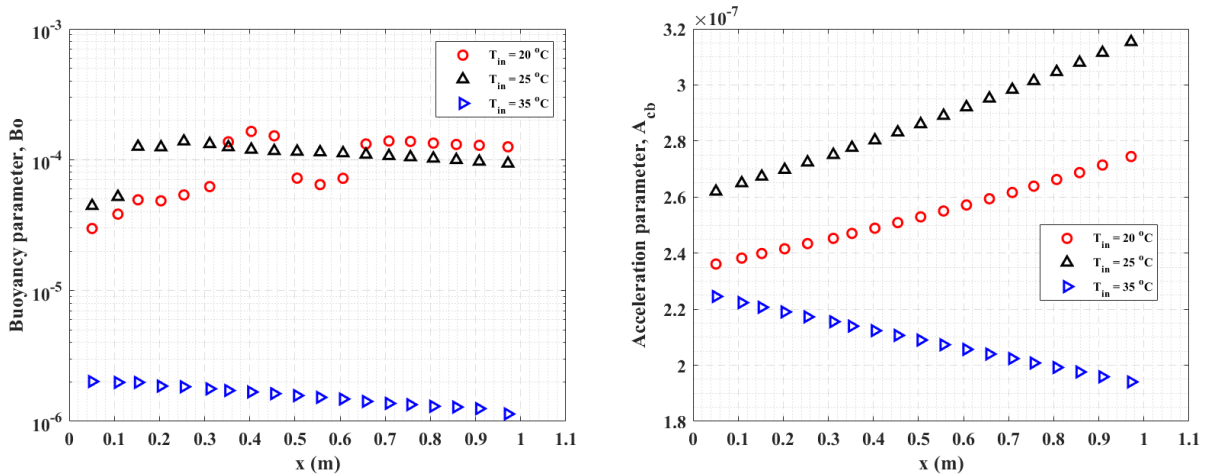 Buoyancy parameter, Bo
10^-3
10^-4
10^-5
10^-6
T_in = 20 °C
T_in = 25 °C
T_in = 35 °C
0 0.1 0.2 0.3 0.4 0.5 0.6 0.7 0.8 0.9 1 1.1
x (m)
Acceleration parameter, A_cb
×10^-7
3.2
3
2.8
2.6
2.4
2.2
2
1.8
T_in = 20 °C
T_in = 25 °C
T_in = 35 °C
0 0.1 0.2 0.3 0.4 0.5 0.6 0.7 0.8 0.9 1 1.1
x (m)